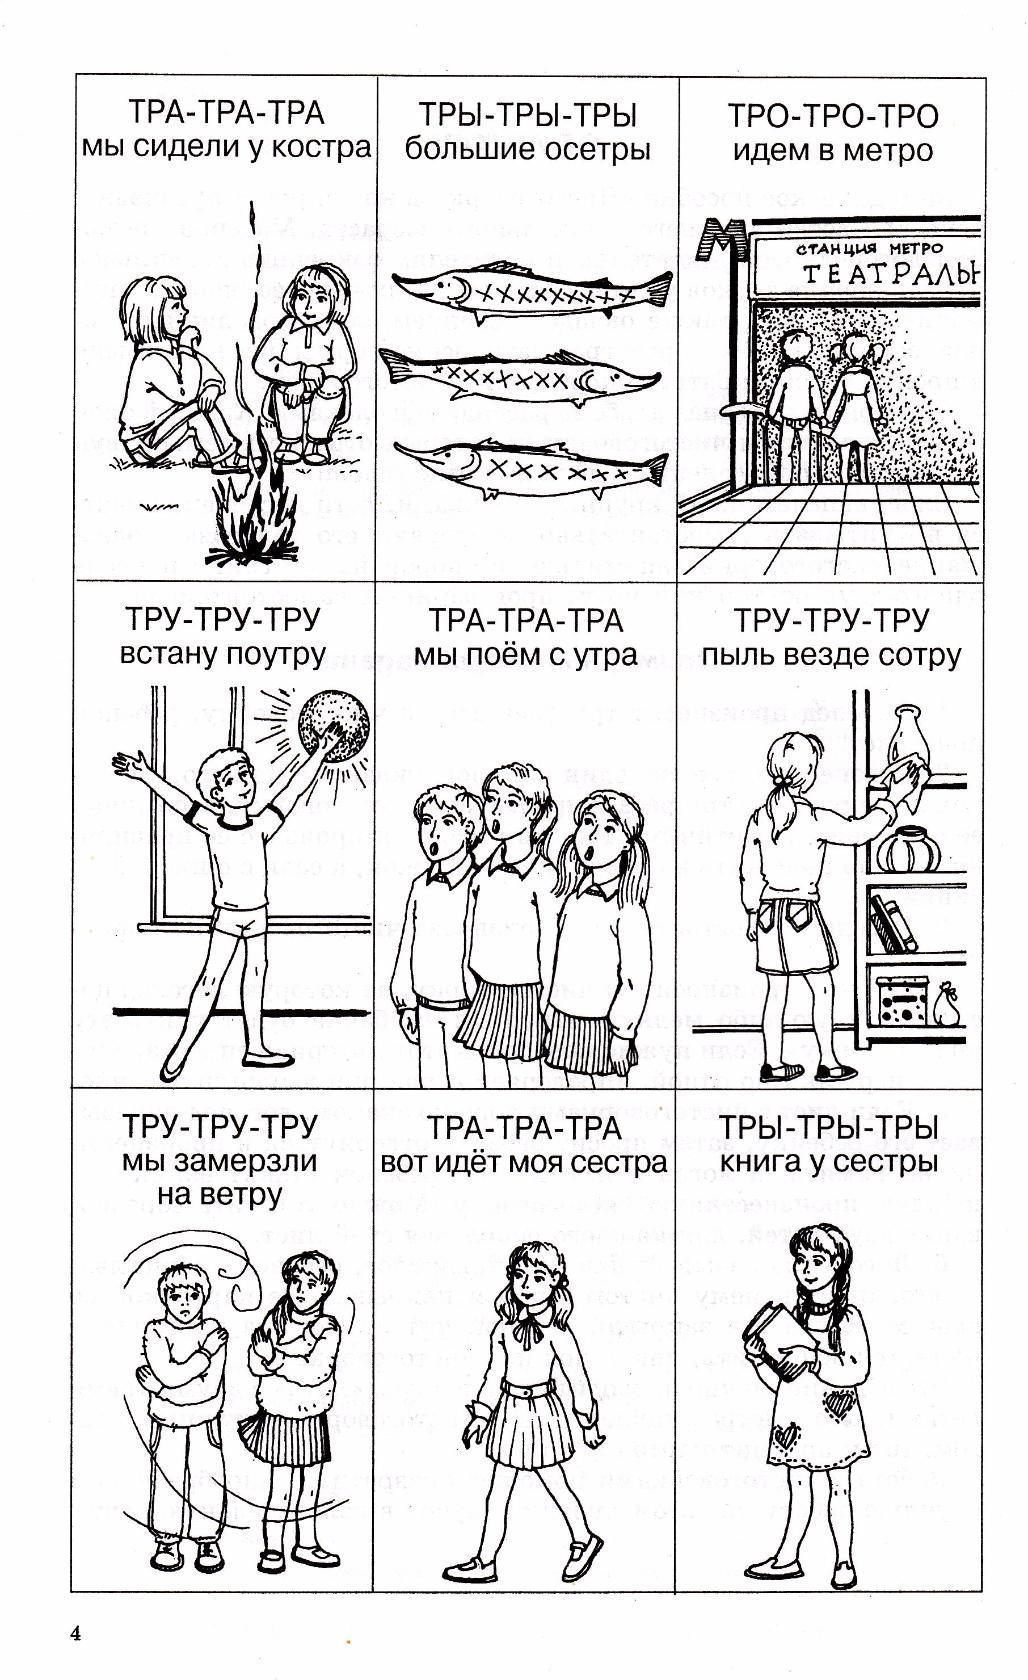 ТРА-ТРА-ТРА
мы сидели у костра
ТРЫ-ТРЫ-ТРЫ
большие осетры
ТРО-ТРО-ТРО
идем в метро
М
СТАНЦИЯ МЕТРО
ТЕАТРАЛЬН
ТРУ-ТРУ-ТРУ
встану поутру
ТРА-ТРА-ТРА
мы поём с утра
ТРУ-ТРУ-ТРУ
пыль везде сотру
ТРУ-ТРУ-ТРУ
мы замерзли
на ветру
ТРА-ТРА-ТРА
вот идёт моя сестра
ТРЫ-ТРЫ-ТРЫ
книга у сестры
4